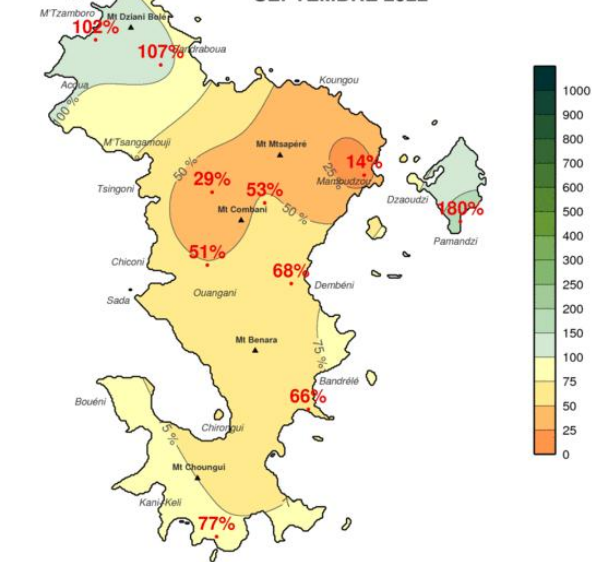 M'Tzamboro
Mt Dziani Bolé
102%
107%
Bandraboua
Acoua
100 %
Koungou
M'Tsangamouji
Mt Mtsapéré
50 %
14%
25 %
Mamoudzou
Tsingoni
29%
53%
Mt Combani
50 %
Dzaoudzi
180%
Pamandzi
51%
Chiconi
68%
Ouangani
Dembéni
Sada
Mt Benara
75 %
Bandrélé
66%
Bouéni
Chirongui
5 %
Mt Choungui
Kani-Keli
77%
1000
900
800
700
600
500
400
300
250
200
150
100
75
50
25
0